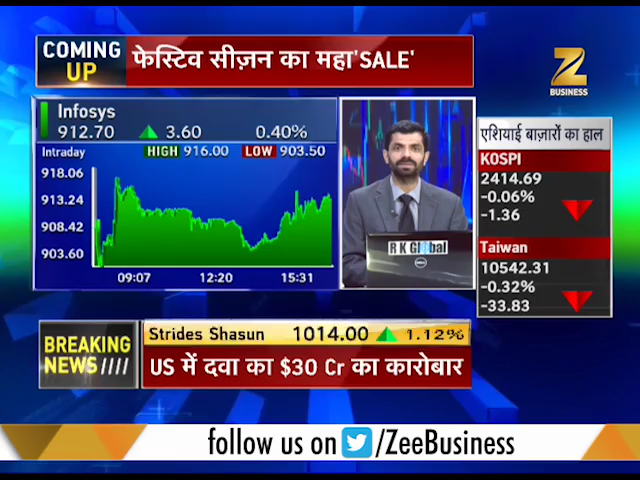 COMING UP
फेस्टिव सीज़न का महा'SALE'
Z
BUSINESS
Infosys
912.70 3.60 0.40%
Intraday HIGH 916.00 LOW 903.50
918.06
913.24
908.42
903.60
09:07 12:20 15:31
R K Global
DELL
एशियाई बाज़ारों का हाल
KOSPI
2414.69
-0.06%
-1.36
Taiwan
10542.31
-0.32%
-33.83
BREAKING NEWS ////
Strides Shasun 1014.00 1.12%
US में दवा का $30 Cr का कारोबार
follow us on /ZeeBusiness